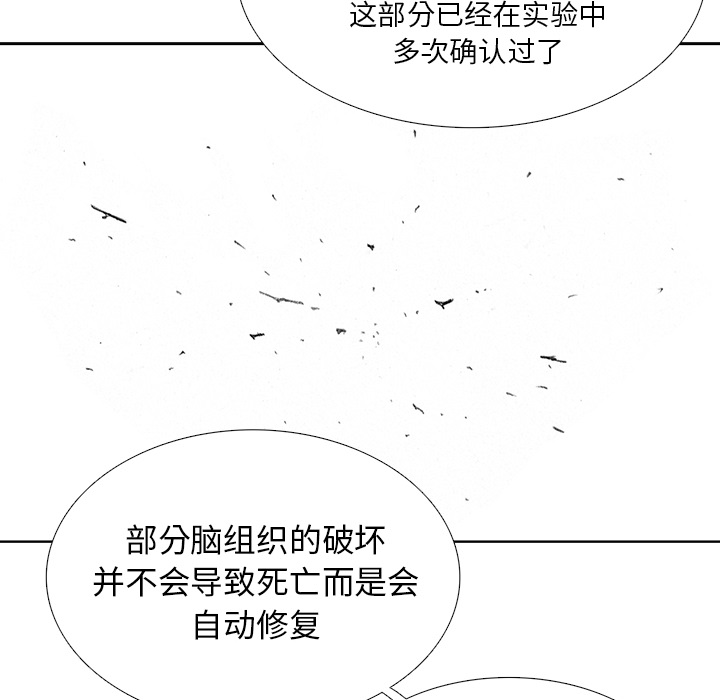 这部分已经在实验中
多次确认过了
部分脑组织的破坏
并不会导致死亡而是会
自动修复